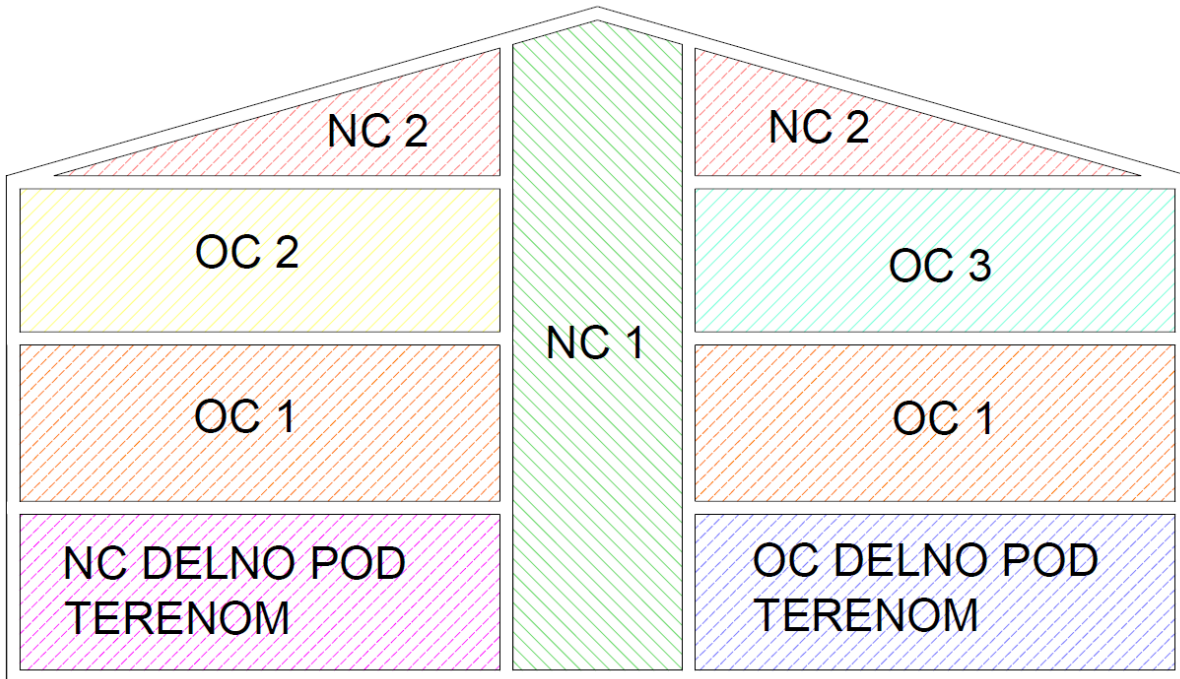 NC 2
NC 2
OC 2
OC 3
NC 1
OC 1
OC 1
NC DELNO POD
TERENOM
OC DELNO POD
TERENOM